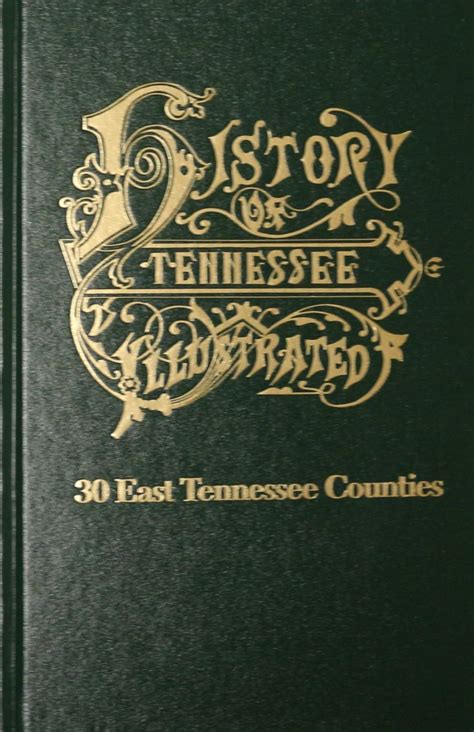 HISTORY
OF
TENNESSEE
ILLUSTRATED
30 East Tennessee Counties